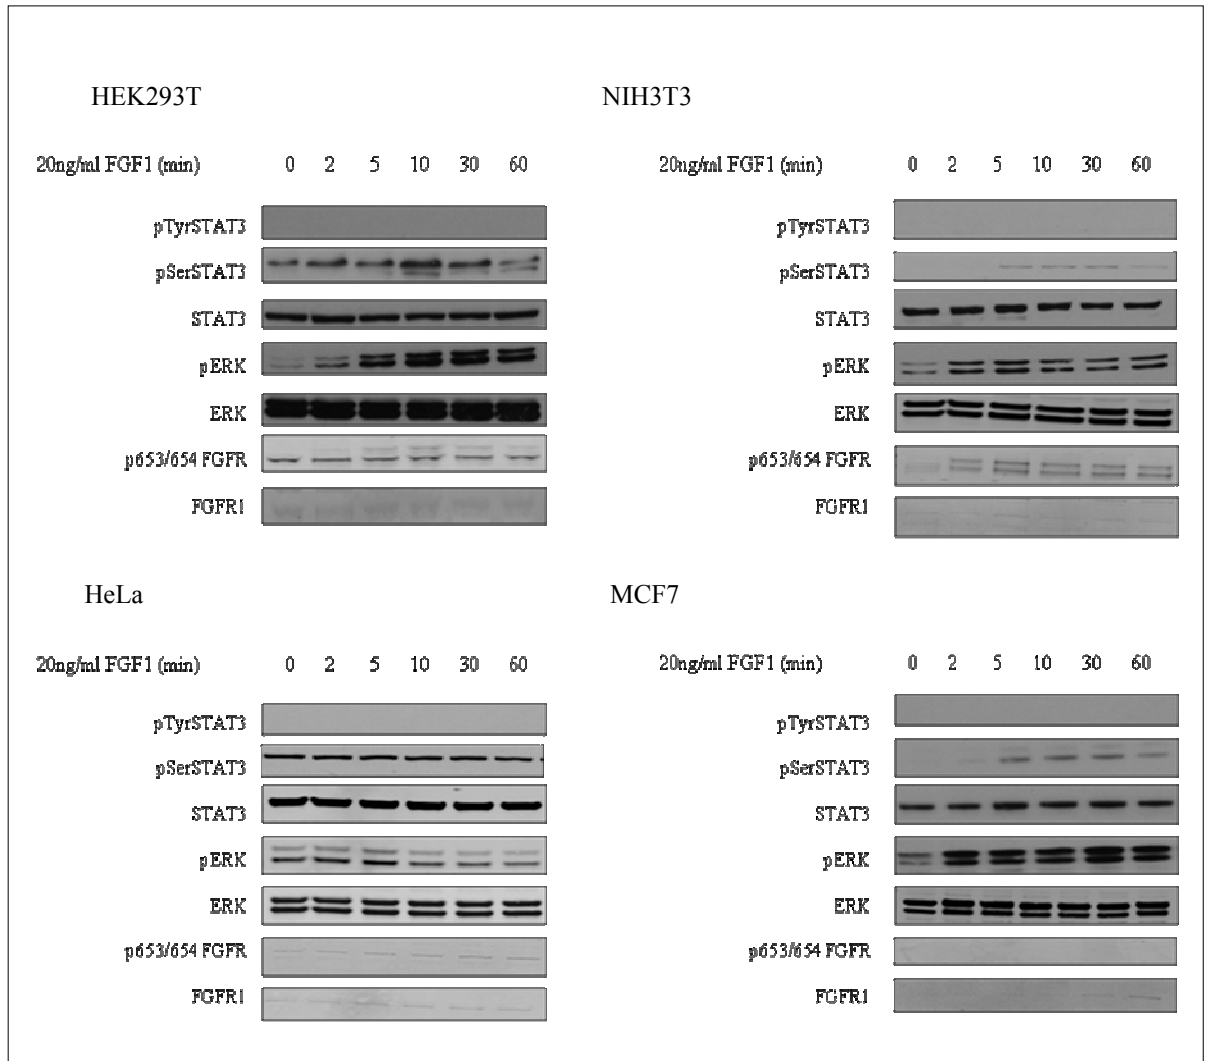 HEK293T
20ng/ml FGF1 (min) 0 2 5 10 30 60
pTyrSTAT3
pSerSTAT3
STAT3
pERK
ERK
p653/654 FGFR
FGFR1
NIH3T3
20ng/ml FGF1 (min) 0 2 5 10 30 60
pTyrSTAT3
pSerSTAT3
STAT3
pERK
ERK
p653/654 FGFR
FGFR1
HeLa
20ng/ml FGF1 (min) 0 2 5 10 30 60
pTyrSTAT3
pSerSTAT3
STAT3
pERK
ERK
p653/654 FGFR
FGFR1
MCF7
20ng/ml FGF1 (min) 0 2 5 10 30 60
pTyrSTAT3
pSerSTAT3
STAT3
pERK
ERK
p653/654 FGFR
FGFR1